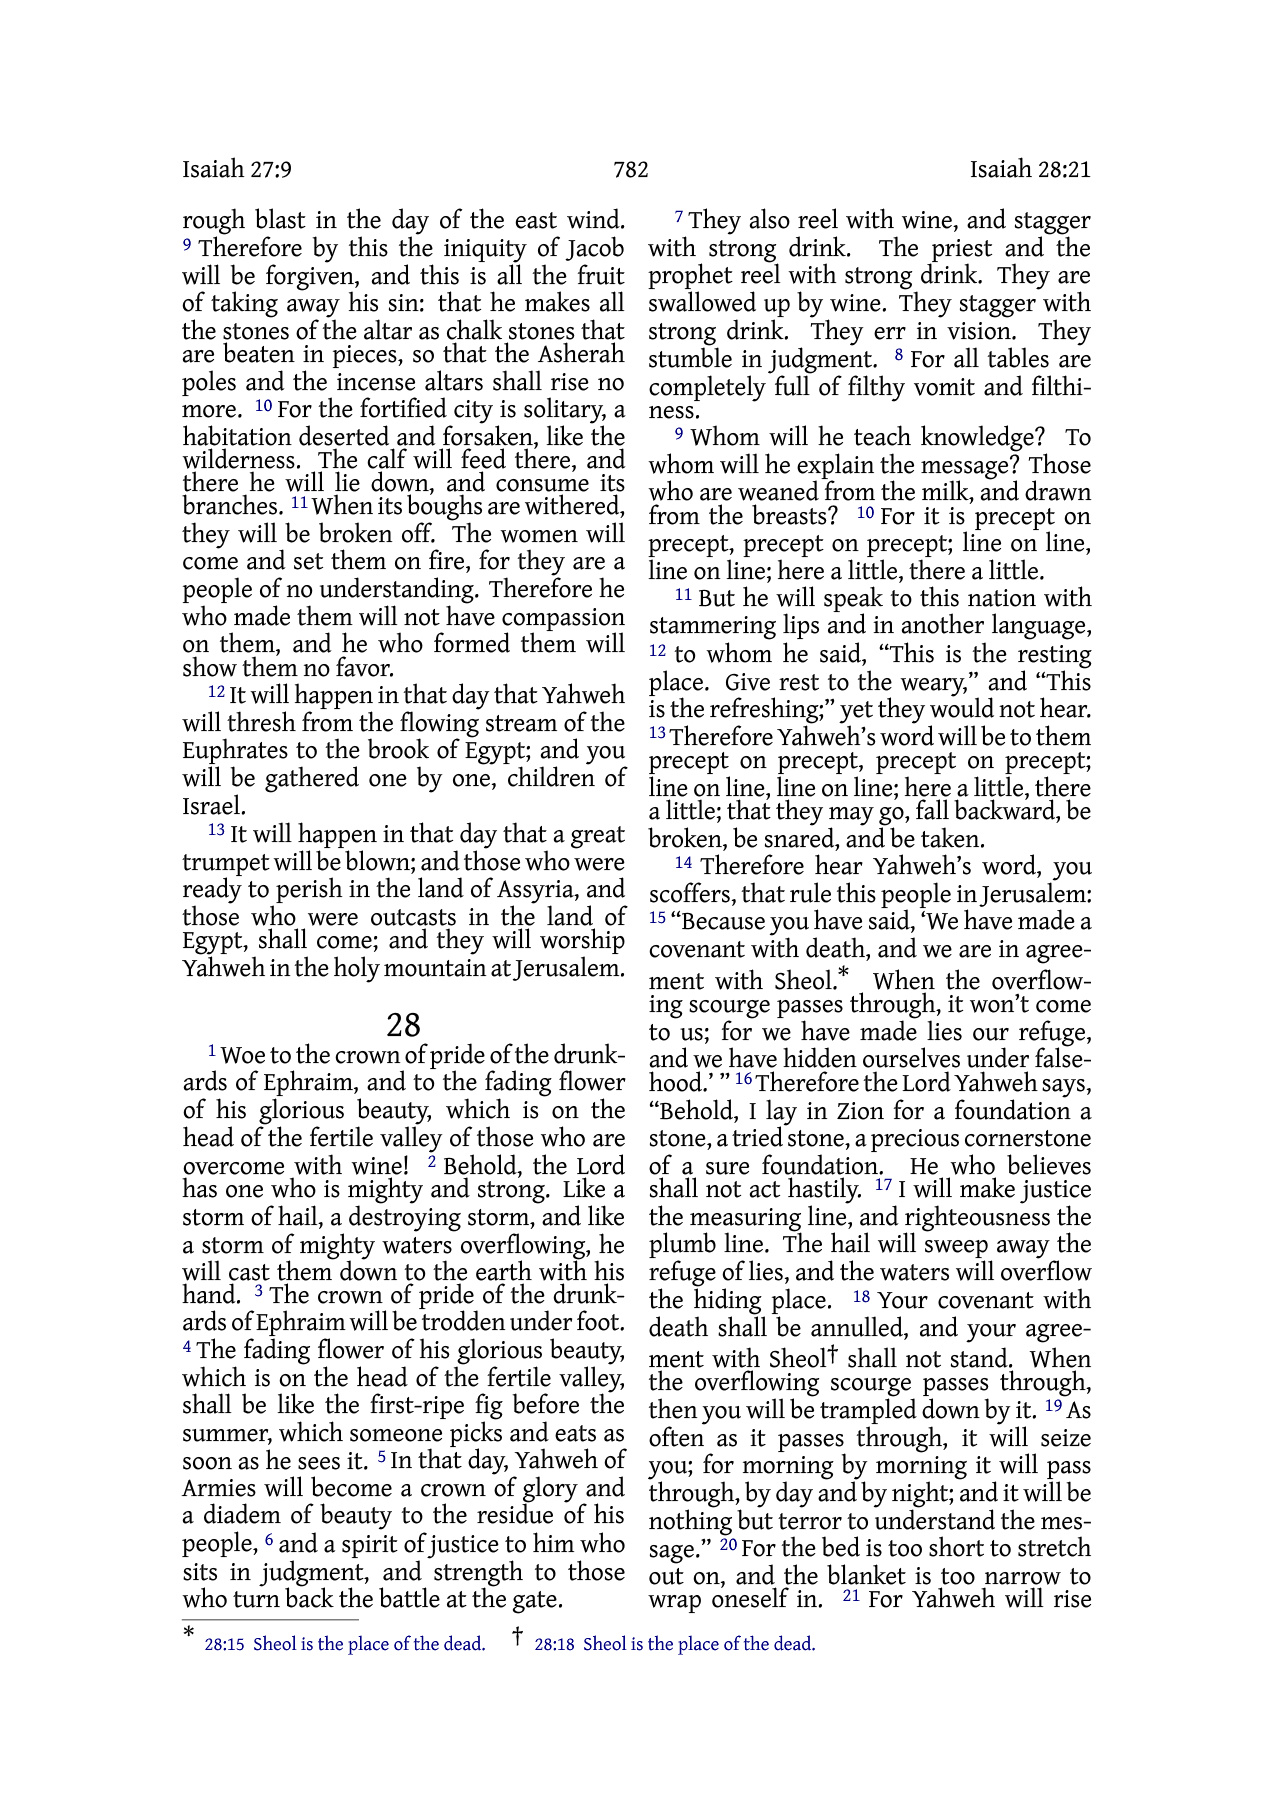 Isaiah 27:9 782 Isaiah 28:21
rough blast in the day of the east wind.
9 Therefore by this the iniquity of Jacob
will be forgiven, and this is all the fruit
of taking away his sin: that he makes all
the stones of the altar as chalk stones that
are beaten in pieces, so that the Asherah
poles and the incense altars shall rise no
more. 10 For the fortified city is solitary, a
habitation deserted and forsaken, like the
wilderness. The calf will feed there, and
there he will lie down, and consume its
branches. 11 When its boughs are withered,
they will be broken off. The women will
come and set them on fire, for they are a
people of no understanding. Therefore he
who made them will not have compassion
on them, and he who formed them will
show them no favor.
12 It will happen in that day that Yahweh
will thresh from the flowing stream of the
Euphrates to the brook of Egypt; and you
will be gathered one by one, children of
Israel.
13 It will happen in that day that a great
trumpet will be blown; and those who were
ready to perish in the land of Assyria, and
those who were outcasts in the land of
Egypt, shall come; and they will worship
Yahweh in the holy mountain at Jerusalem.
28
1 Woe to the crown of pride of the drunk-
ards of Ephraim, and to the fading flower
of his glorious beauty, which is on the
head of the fertile valley of those who are
overcome with wine! 2 Behold, the Lord
has one who is mighty and strong. Like a
storm of hail, a destroying storm, and like
a storm of mighty waters overflowing, he
will cast them down to the earth with his
hand. 3 The crown of pride of the drunk-
ards of Ephraim will be trodden under foot.
4 The fading flower of his glorious beauty,
which is on the head of the fertile valley,
shall be like the first-ripe fig before the
summer, which someone picks and eats as
soon as he sees it. 5 In that day, Yahweh of
Armies will become a crown of glory and
a diadem of beauty to the residue of his
people, 6 and a spirit of justice to him who
sits in judgment, and strength to those
who turn back the battle at the gate.
7 They also reel with wine, and stagger
with strong drink. The priest and the
prophet reel with strong drink. They are
swallowed up by wine. They stagger with
strong drink. They err in vision. They
stumble in judgment. 8 For all tables are
completely full of filthy vomit and filthi-
ness.
9 Whom will he teach knowledge? To
whom will he explain the message? Those
who are weaned from the milk, and drawn
from the breasts? 10 For it is precept on
precept, precept on precept; line on line,
line on line; here a little, there a little.
11 But he will speak to this nation with
stammering lips and in another language,
12 to whom he said, “This is the resting
place. Give rest to the weary,” and “This
is the refreshing;” yet they would not hear.
13 Therefore Yahweh’s word will be to them
precept on precept, precept on precept;
line on line, line on line; here a little, there
a little; that they may go, fall backward, be
broken, be snared, and be taken.
14 Therefore hear Yahweh’s word, you
scoffers, that rule this people in Jerusalem:
15 “Because you have said, ‘We have made a
covenant with death, and we are in agree-
ment with Sheol.* When the overflow-
ing scourge passes through, it won’t come
to us; for we have made lies our refuge,
and we have hidden ourselves under false-
hood.’ ” 16 Therefore the Lord Yahweh says,
“Behold, I lay in Zion for a foundation a
stone, a tried stone, a precious cornerstone
of a sure foundation. He who believes
shall not act hastily. 17 I will make justice
the measuring line, and righteousness the
plumb line. The hail will sweep away the
refuge of lies, and the waters will overflow
the hiding place. 18 Your covenant with
death shall be annulled, and your agree-
ment with Sheol† shall not stand. When
the overflowing scourge passes through,
then you will be trampled down by it. 19 As
often as it passes through, it will seize
you; for morning by morning it will pass
through, by day and by night; and it will be
nothing but terror to understand the mes-
sage.” 20 For the bed is too short to stretch
out on, and the blanket is too narrow to
wrap oneself in. 21 For Yahweh will rise
* 28:15 Sheol is the place of the dead. † 28:18 Sheol is the place of the dead.